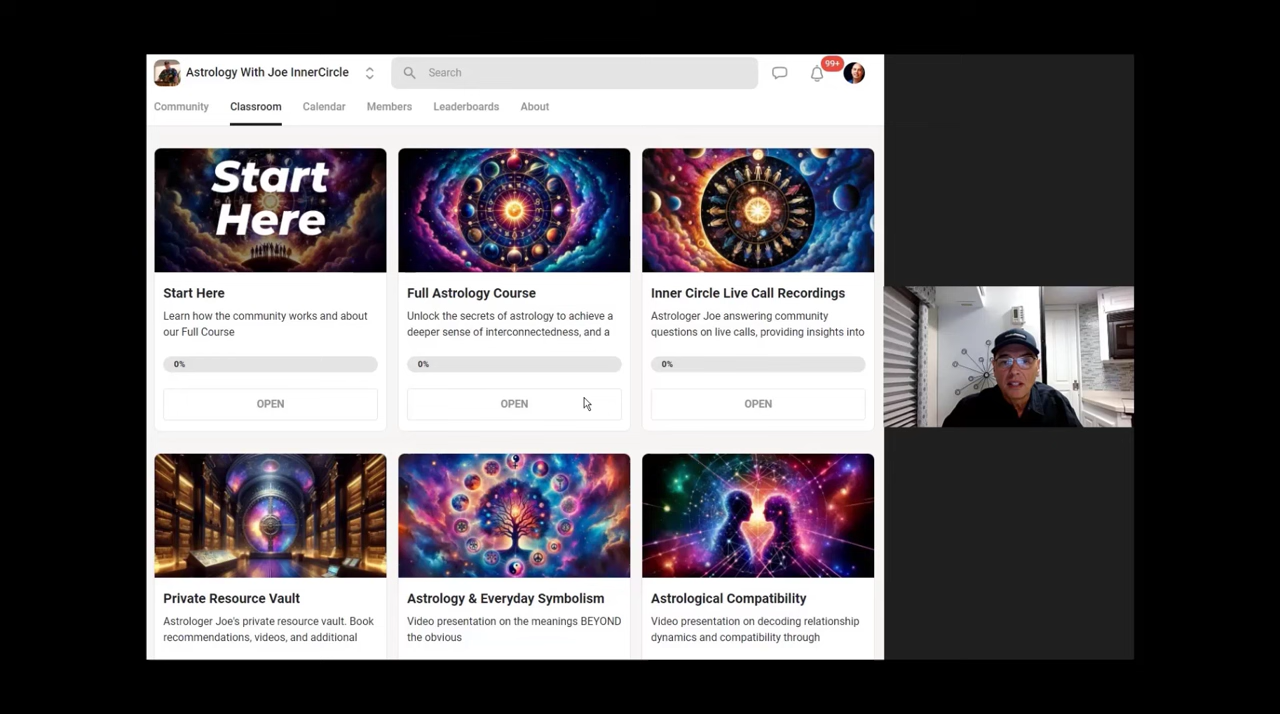 Astrology With Joe InnerCircle
Search
99+
Community
Classroom
Calendar
Members
Leaderboards
About
Start
Here
Start Here
Learn how the community works and about
our Full Course
0%
OPEN
Full Astrology Course
Unlock the secrets of astrology to achieve a
deeper sense of interconnectedness, and a
0%
OPEN
Inner Circle Live Call Recordings
Astrologer Joe answering community
questions on live calls, providing insights into
0%
OPEN
Private Resource Vault
Astrologer Joe's private resource vault. Book
recommendations, videos, and additional
Astrology & Everyday Symbolism
Video presentation on the meanings BEYOND
the obvious
Astrological Compatibility
Video presentation on decoding relationship
dynamics and compatibility through